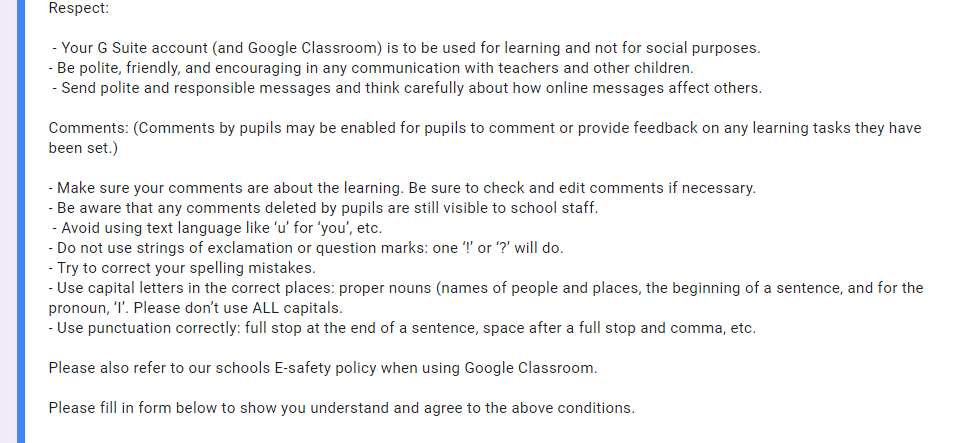 Respect:
- Your G Suite account (and Google Classroom) is to be used for learning and not for social purposes.
- Be polite, friendly, and encouraging in any communication with teachers and other children.
- Send polite and responsible messages and think carefully about how online messages affect others.
Comments: (Comments by pupils may be enabled for pupils to comment or provide feedback on any learning tasks they have
been set.)
- Make sure your comments are about the learning. Be sure to check and edit comments if necessary.
- Be aware that any comments deleted by pupils are still visible to school staff.
- Avoid using text language like ‘u’ for ‘you’, etc.
- Do not use strings of exclamation or question marks: one ‘!’ or ‘?’ will do.
- Try to correct your spelling mistakes.
- Use capital letters in the correct places: proper nouns (names of people and places, the beginning of a sentence, and for the
pronoun, ‘I’. Please don’t use ALL capitals.
- Use punctuation correctly: full stop at the end of a sentence, space after a full stop and comma, etc.
Please also refer to our schools E-safety policy when using Google Classroom.
Please fill in form below to show you understand and agree to the above conditions.